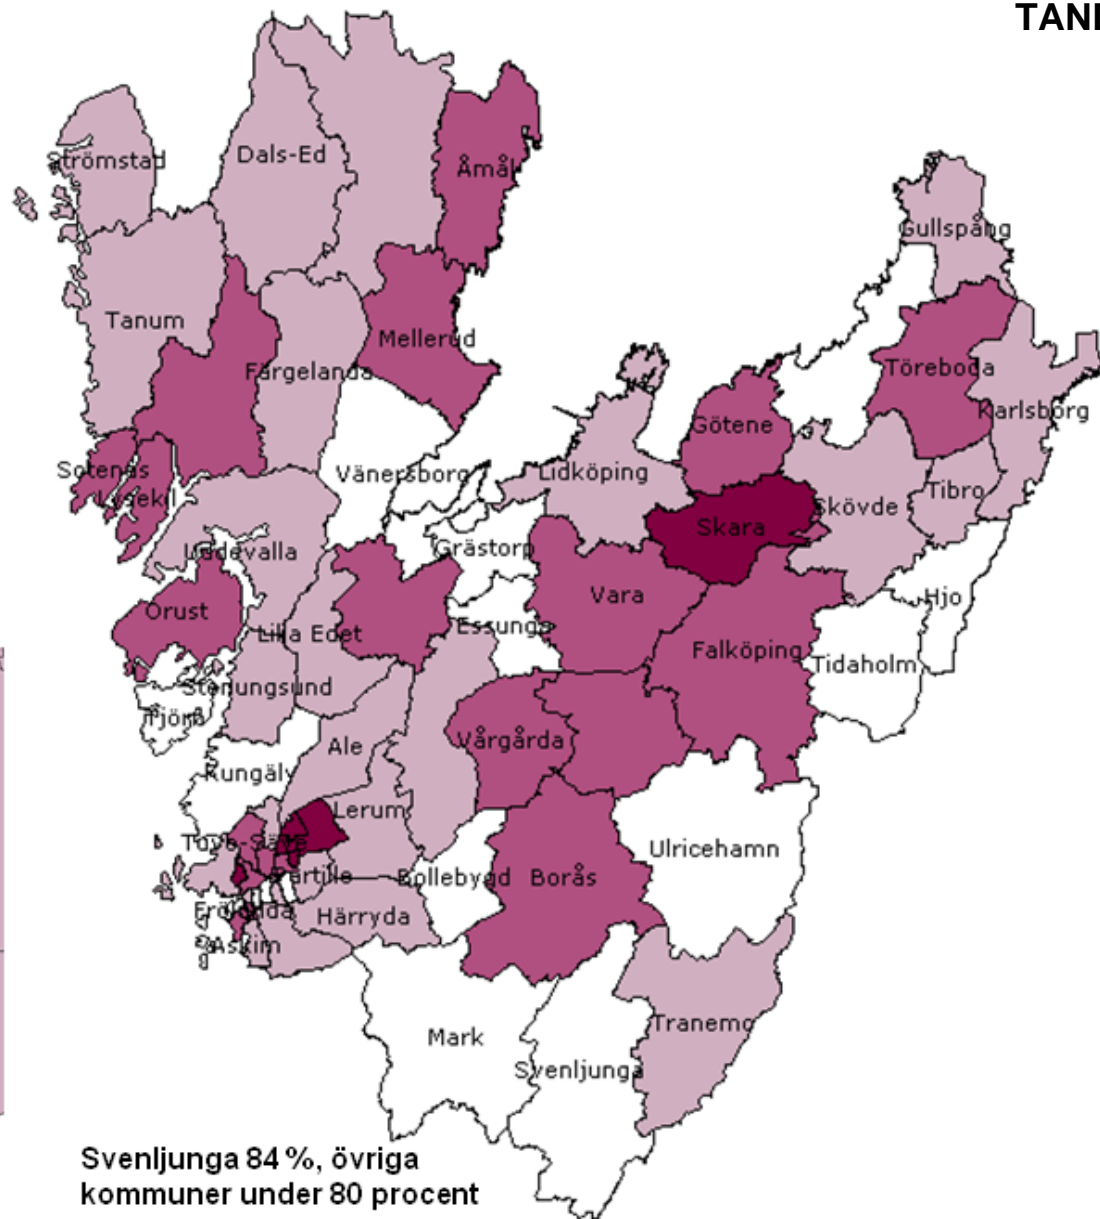 TAN
Dals-Ed
Strömstad
Åmål
Gullspång
Tanum
Mellerud
Färgelanda
Töreboda
Karlsborg
Götene
Sotenäs
Lysekil
Vänersborg
Lidköping
Tibro
Skövde
Skara
Grästorp
Uddevalla
Vara
Hjo
Orust
Lilla Edet
Essunga
Falköping
Tidaholm
Stenungsund
Tjörn
Vårgårda
Ale
Kungälv
Lerum
Ulricehamn
Partille
Bollebygd
Borås
Härryda
Askim
Tranemo
Mark
Svenljunga
Svenljunga 84 %, övriga
kommuner under 80 procent